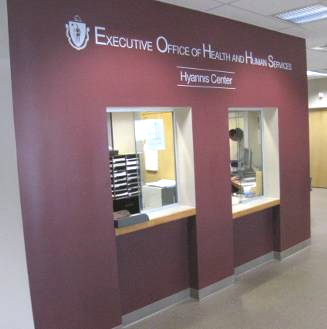 Executive Office of Health and Human Services
Hyannis Center